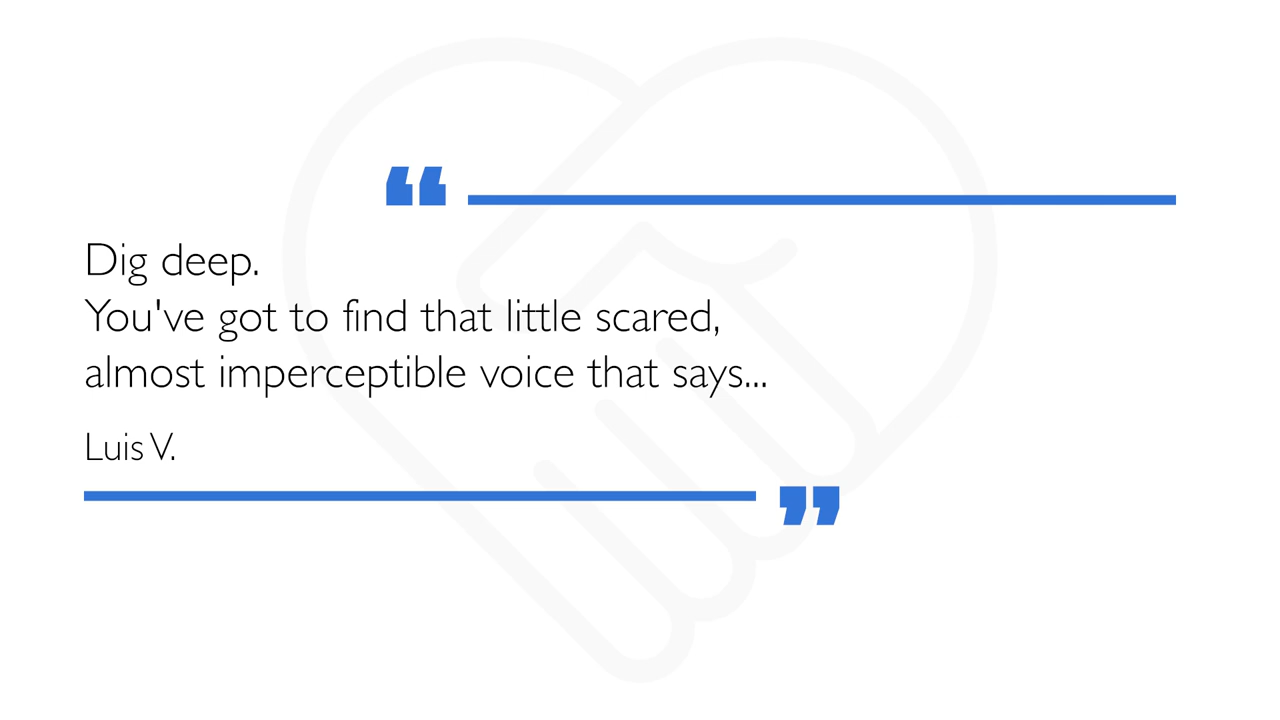 “
Dig deep.
You've got to find that little scared,
almost imperceptible voice that says...
Luis V.
”